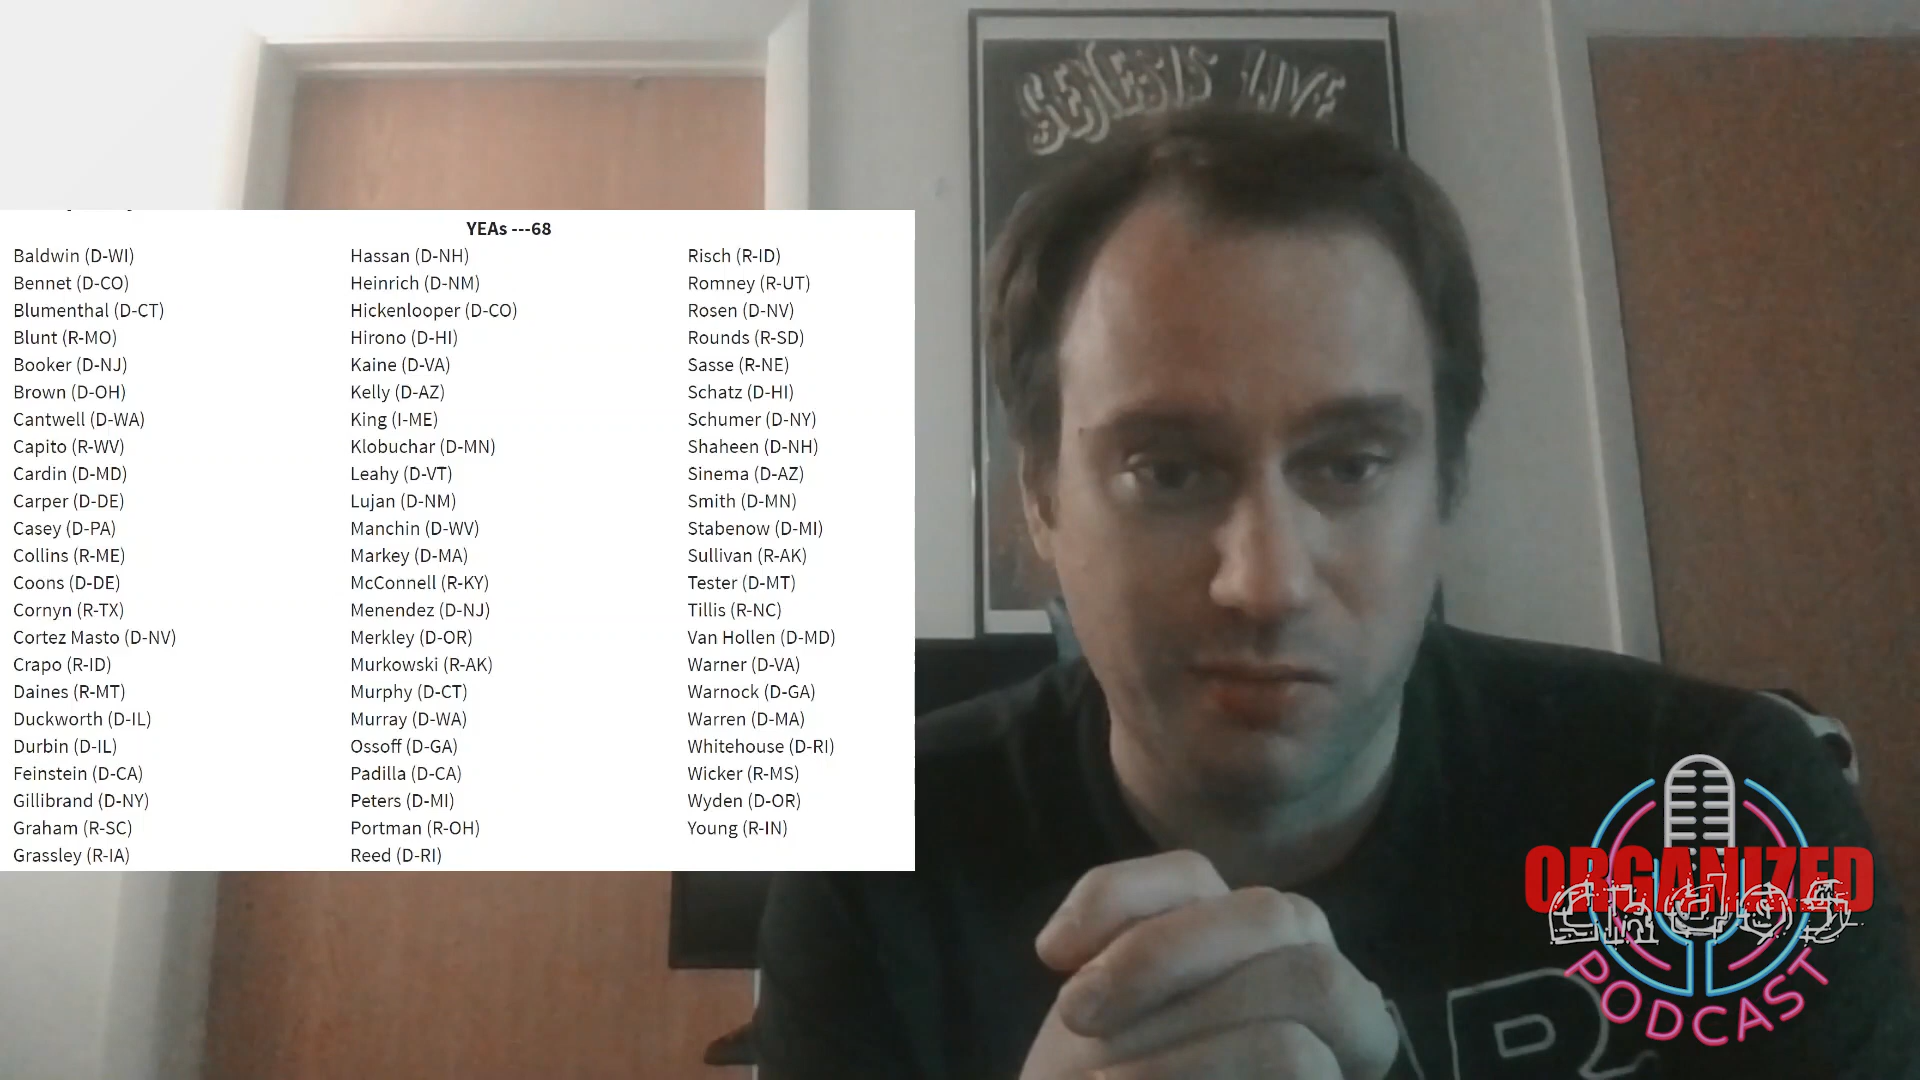 GENESIS LIVE
YEAs ---68
Baldwin (D-WI)
Bennet (D-CO)
Blumenthal (D-CT)
Blunt (R-MO)
Booker (D-NJ)
Brown (D-OH)
Cantwell (D-WA)
Capito (R-WV)
Cardin (D-MD)
Carper (D-DE)
Casey (D-PA)
Collins (R-ME)
Coons (D-DE)
Cornyn (R-TX)
Cortez Masto (D-NV)
Crapo (R-ID)
Daines (R-MT)
Duckworth (D-IL)
Durbin (D-IL)
Feinstein (D-CA)
Gillibrand (D-NY)
Graham (R-SC)
Grassley (R-IA)
Hassan (D-NH)
Heinrich (D-NM)
Hickenlooper (D-CO)
Hirono (D-HI)
Kaine (D-VA)
Kelly (D-AZ)
King (I-ME)
Klobuchar (D-MN)
Leahy (D-VT)
Lujan (D-NM)
Manchin (D-WV)
Markey (D-MA)
McConnell (R-KY)
Menendez (D-NJ)
Merkley (D-OR)
Murkowski (R-AK)
Murphy (D-CT)
Murray (D-WA)
Ossoff (D-GA)
Padilla (D-CA)
Peters (D-MI)
Portman (R-OH)
Reed (D-RI)
Risch (R-ID)
Romney (R-UT)
Rosen (D-NV)
Rounds (R-SD)
Sasse (R-NE)
Schatz (D-HI)
Schumer (D-NY)
Shaheen (D-NH)
Sinema (D-AZ)
Smith (D-MN)
Stabenow (D-MI)
Sullivan (R-AK)
Tester (D-MT)
Tillis (R-NC)
Van Hollen (D-MD)
Warner (D-VA)
Warnock (D-GA)
Warren (D-MA)
Whitehouse (D-RI)
Wicker (R-MS)
Wyden (D-OR)
Young (R-IN)
ORGANIZED
chaos
PODCAST